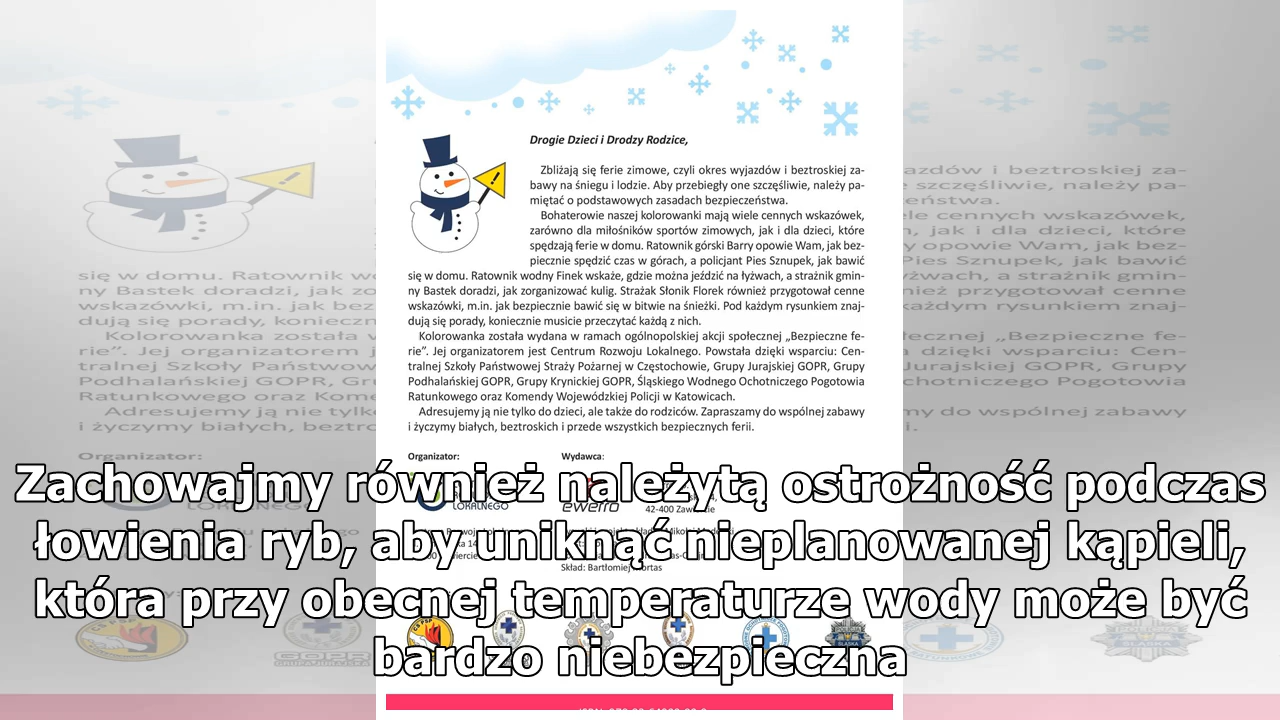 Drogie Dzieci i Drodzy Rodzice,
Zbliżają się ferie zimowe, czyli okres wyjazdów i beztroskiej za-
bawy na śniegu i lodzie. Aby przebiegły one szczęśliwie, należy pa-
miętać o podstawowych zasadach bezpieczeństwa.
Bohaterowie naszej kolorowanki mają wiele cennych wskazówek,
zarówno dla miłośników sportów zimowych, jak i dla dzieci, które
spędzają ferie w domu. Ratownik górski Barry opowie Wam, jak bez-
piecznie spędzić czas w górach, a policjant Pies Sznupek, jak bawić
się w domu. Ratownik wodny Finek wskaże, gdzie można jeździć na łyżwach, a strażnik gmin-
ny Bastek doradzi, jak zorganizować kulig. Strażak Słonik Florek również przygotował cenne
wskazówki, m.in. jak bezpiecznie bawić się w bitwie na śnieżki. Pod każdym rysunkiem znaj-
dują się porady, koniecznie musicie przeczytać każdą z nich.
Kolorowanka została wydana w ramach ogólnopolskiej akcji społecznej „Bezpieczne fe-
rie”. Jej organizatorem jest Centrum Rozwoju Lokalnego. Powstała dzięki wsparciu: Cen-
tralnej Szkoły Państwowej Straży Pożarnej w Częstochowie, Grupy Jurajskiej GOPR, Grupy
Podhalańskiej GOPR, Grupy Krynickiej GOPR, Śląskiego Wodnego Ochotniczego Pogotowia
Ratunkowego oraz Komendy Wojewódzkiej Policji w Katowicach.
Adresujemy ją nie tylko do dzieci, ale także do rodziców. Zapraszamy do wspólnej zabawy
i życzymy białych, beztroskich i przede wszystkich bezpiecznych ferii.
Organizator: Wydawca:
LOKALNEGO ewerro 42-400
Skład: Bartłomiej
Zachowajmy również należytą ostrożność podczas
łowienia ryb, aby uniknąć nieplanowanej kąpieli,
która przy obecnej temperaturze wody może być
bardzo niebezpieczna